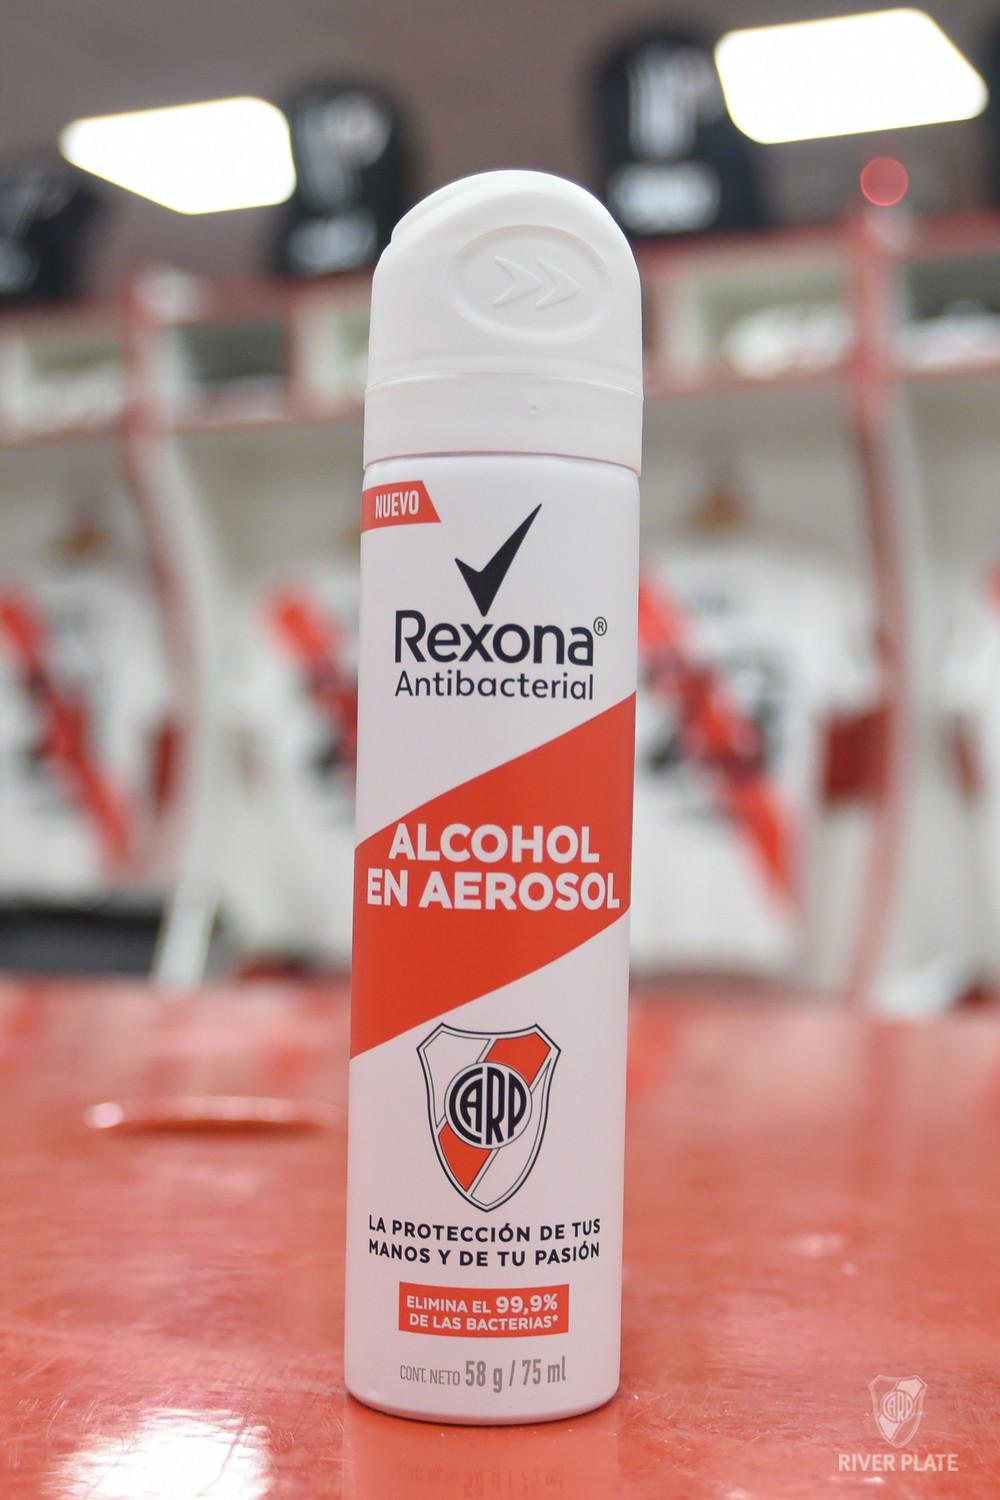 NUEVO
Rexona®
Antibacterial
ALCOHOL
EN AEROSOL
CARP
LA PROTECCIÓN DE TUS
MANOS Y DE TU PASIÓN
ELIMINA EL 99,9%
DE LAS BACTERIAS*
CONT. NETO 58 g / 75 ml
CARP
RIVER PLATE